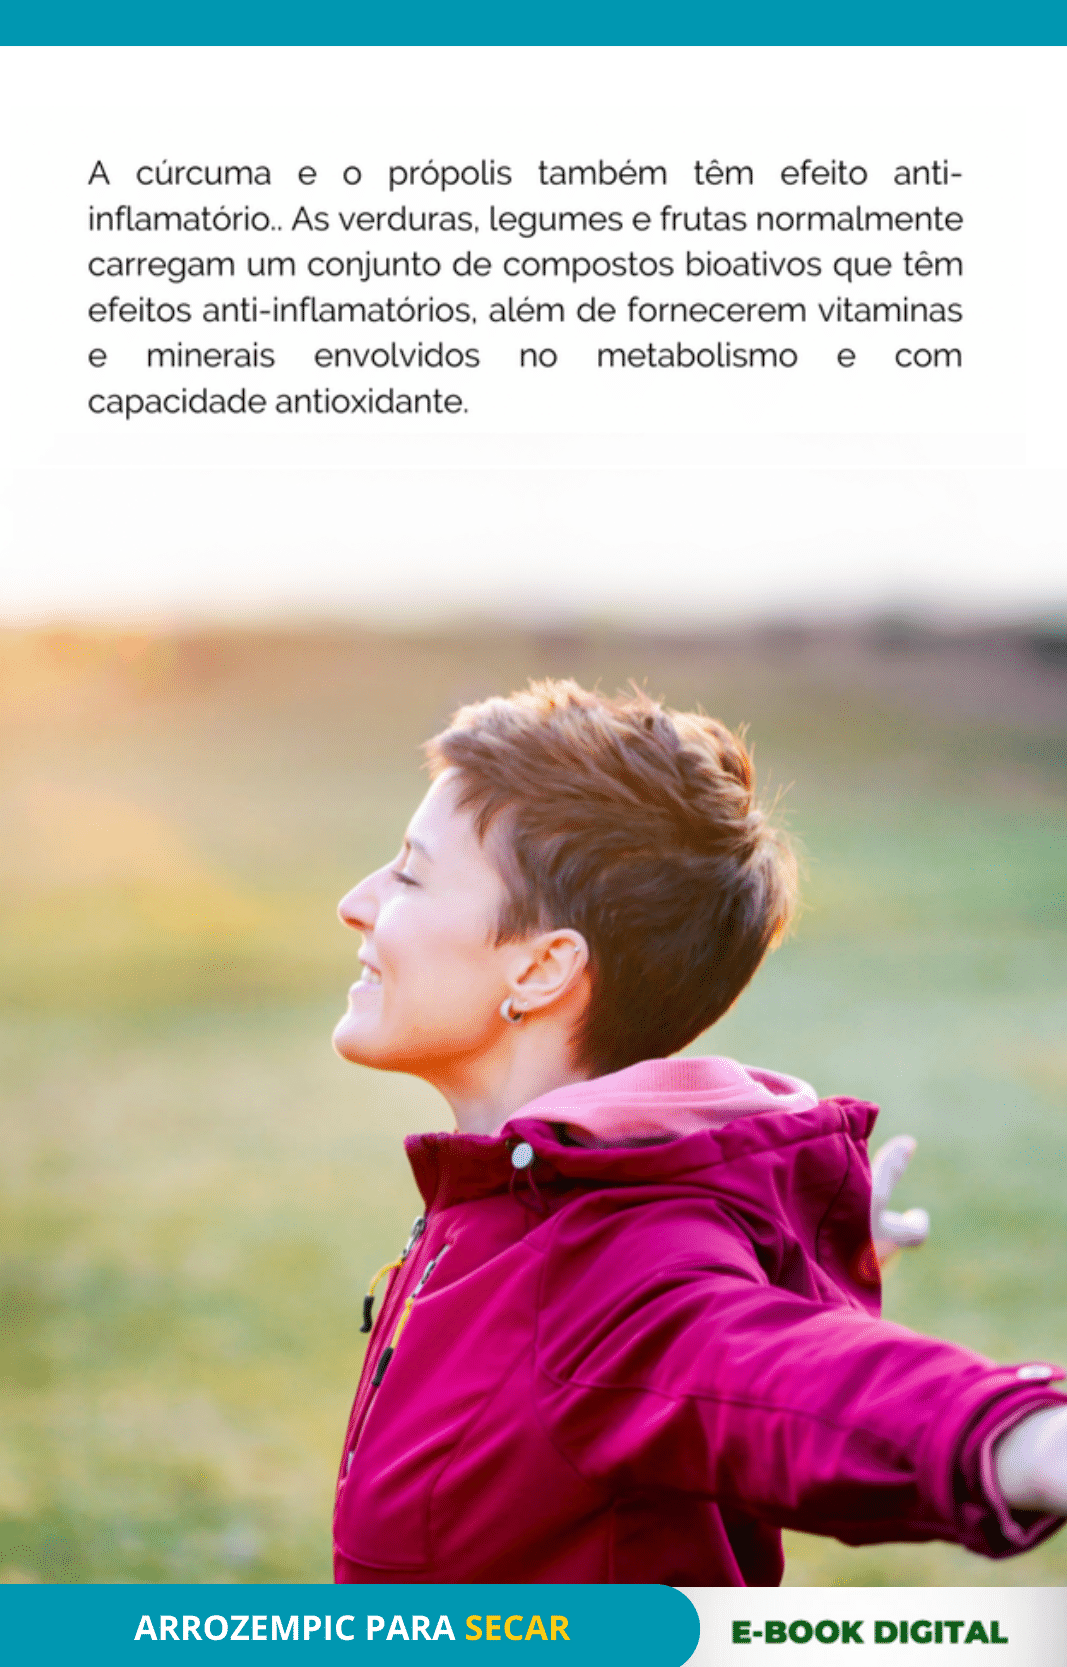 A cúrcuma e o própolis também têm efeito anti-
inflamatório.. As verduras, legumes e frutas normalmente
carregam um conjunto de compostos bioativos que têm
efeitos anti-inflamatórios, além de fornecerem vitaminas
e minerais envolvidos no metabolismo e com
capacidade antioxidante.
ARROZEMPIC PARA SECAR
E-BOOK DIGITAL